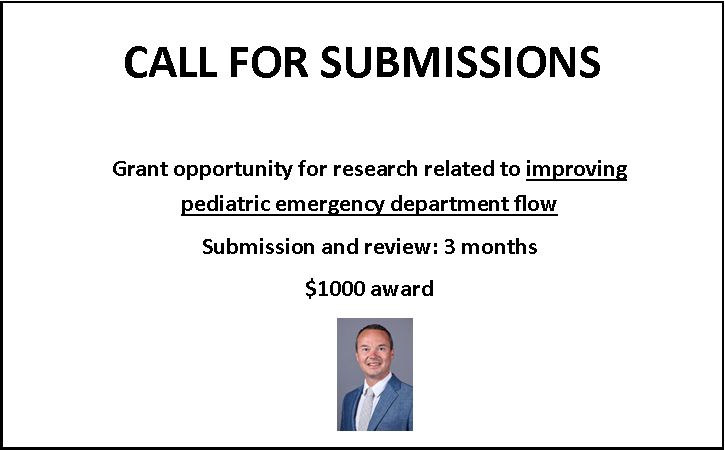 CALL FOR SUBMISSIONS
Grant opportunity for research related to improving
pediatric emergency department flow
Submission and review: 3 months
$1000 award